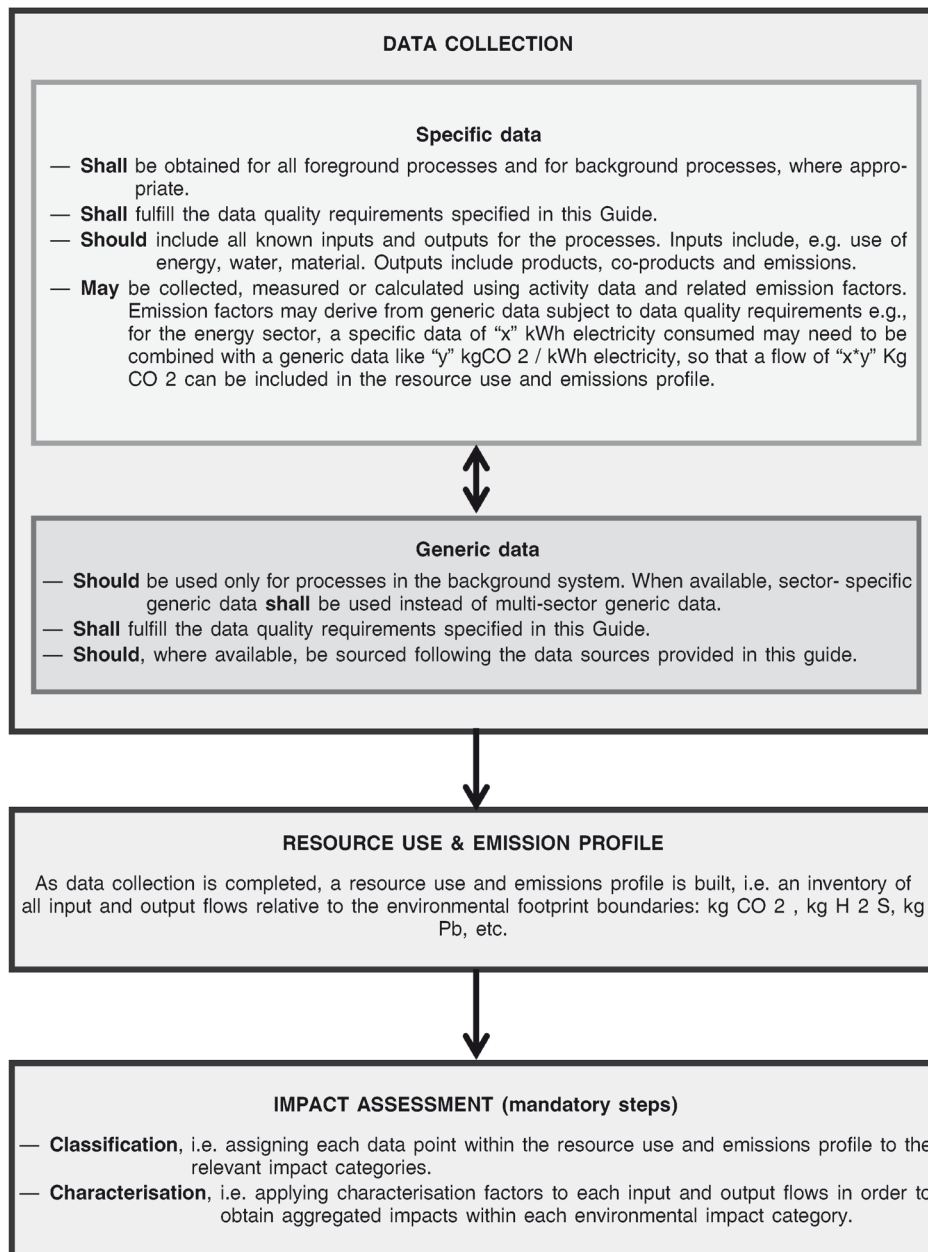 DATA COLLECTION
Specific data
— Shall be obtained for all foreground processes and for background processes, where appro-
priate.
— Shall fulfill the data quality requirements specified in this Guide.
— Should include all known inputs and outputs for the processes. Inputs include, e.g. use of
energy, water, material. Outputs include products, co-products and emissions.
— May be collected, measured or calculated using activity data and related emission factors.
Emission factors may derive from generic data subject to data quality requirements e.g.,
for the energy sector, a specific data of “x” kWh electricity consumed may need to be
combined with a generic data like “y” kgCO 2 / kWh electricity, so that a flow of “x*y” Kg
CO 2 can be included in the resource use and emissions profile.
Generic data
— Should be used only for processes in the background system. When available, sector- specific
generic data shall be used instead of multi-sector generic data.
— Shall fulfill the data quality requirements specified in this Guide.
— Should, where available, be sourced following the data sources provided in this guide.
RESOURCE USE & EMISSION PROFILE
As data collection is completed, a resource use and emissions profile is built, i.e. an inventory of
all input and output flows relative to the environmental footprint boundaries: kg CO 2 , kg H 2 S, kg
Pb, etc.
IMPACT ASSESSMENT (mandatory steps)
— Classification, i.e. assigning each data point within the resource use and emissions profile to the
relevant impact categories.
— Characterisation, i.e. applying characterisation factors to each input and output flows in order to
obtain aggregated impacts within each environmental impact category.